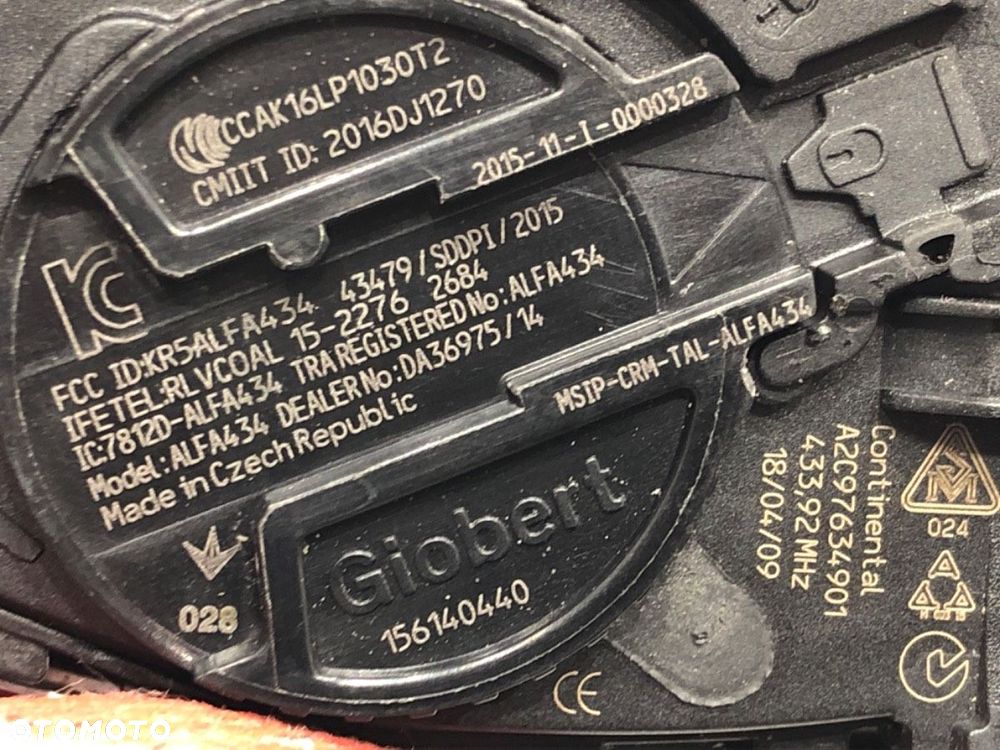 CCAK16LP1030T2
CMIIT ID: 2016DJ1270
2015-11-I-0000328
FCC ID:KR5ALFA434 43479/SDDPI/2015
IFETEL:RLVCOAL 15-2276 2684
IC:7812D-ALFA434 TRA REGISTERED No:ALFA434
Model:ALFA434 DEALER No:DA36975/14
Made in Czech Republic
MSIP-CRM-TAL-ALFA434
028
Giobert
156140440
Continental
A2C97634901
433,92MHz
18/04/09
024
CE
OTOMOTO